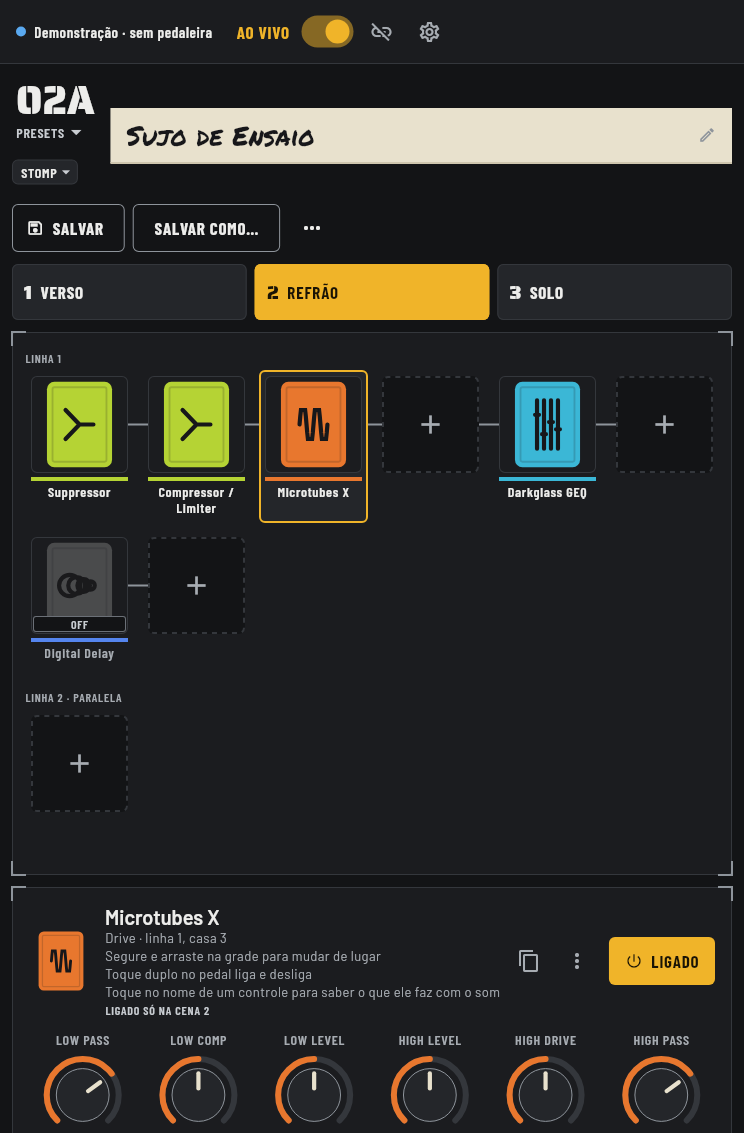 Demonstração · sem pedaleira
AO VIVO
02A
PRESETS
STOMP
Sujo de Ensaio
SALVAR
SALVAR COMO...
1 VERSO
2 REFRÃO
3 SOLO
LINHA 1
Suppressor
Compressor / Limiter
Microtubes X
Darkglass GEQ
OFF
Digital Delay
LINHA 2 · PARALELA
Microtubes X
Drive · linha 1, casa 3
Segure e arraste na grade para mudar de lugar
Toque duplo no pedal liga e desliga
Toque no nome de um controle para saber o que ele faz com o som
LIGADO SÓ NA CENA 2
LIGADO
LOW PASS
LOW COMP
LOW LEVEL
HIGH LEVEL
HIGH DRIVE
HIGH PASS